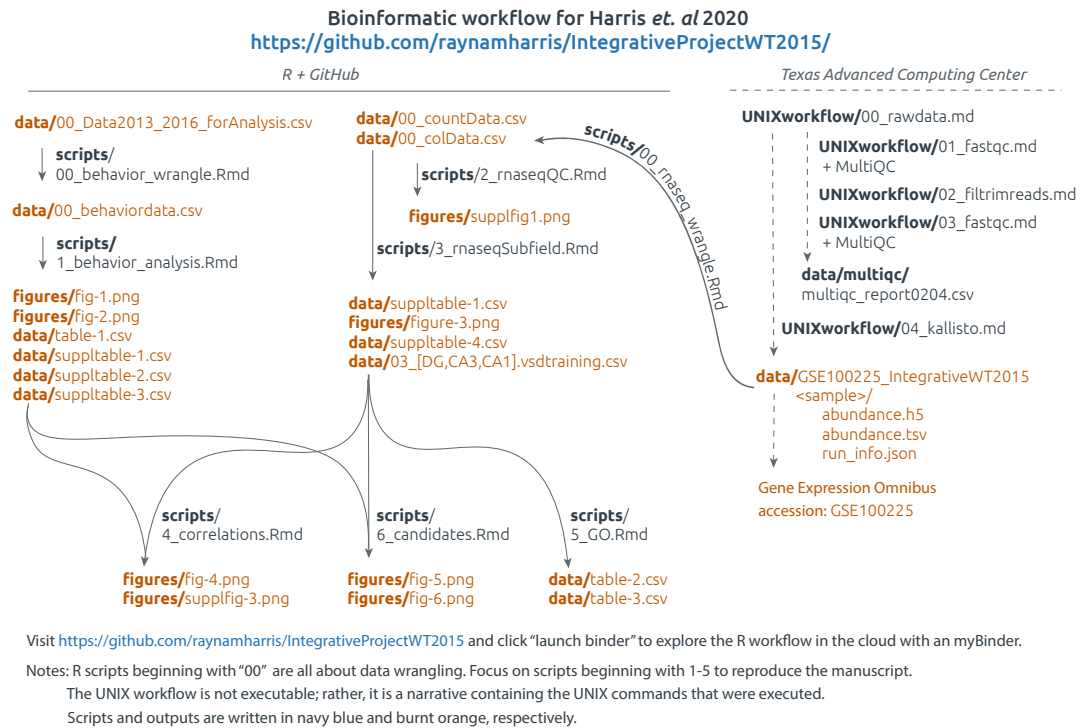 Bioinformatic workflow for Harris et. al 2020
https://github.com/raynamharris/IntegrativeProjectWT2015/
R + GitHub
data/00_Data2013_2016_forAnalysis.csv
scripts/
00_behavior_wrangle.Rmd
data/00_behaviordata.csv
scripts/
1_behavior_analysis.Rmd
figures/fig-1.png
figures/fig-2.png
data/table-1.csv
data/suppltable-1.csv
data/suppltable-2.csv
data/suppltable-3.csv
data/00_countData.csv
data/00_colData.csv
scripts/2_rnaseqQC.Rmd
figures/supplfig1.png
scripts/3_rnaseqSubfield.Rmd
data/suppltable-1.csv
figures/figure-3.png
data/suppltable-4.csv
data/03_[DG,CA3,CA1].vsdtraining.csv
scripts/00_rnaseq_wrangle.Rmd
scripts/
4_correlations.Rmd
figures/fig-4.png
figures/supplfig-3.png
scripts/
6_candidates.Rmd
figures/fig-5.png
figures/fig-6.png
scripts/
5_GO.Rmd
data/table-2.csv
data/table-3.csv
Texas Advanced Computing Center
UNIXworkflow/00_rawdata.md
UNIXworkflow/01_fastqc.md
+ MultiQC
UNIXworkflow/02_filtrimreads.md
UNIXworkflow/03_fastqc.md
+ MultiQC
data/multiqc/
multiqc_report0204.csv
UNIXworkflow/04_kallisto.md
data/GSE100225_IntegrativeWT2015
<sample>/
abundance.h5
abundance.tsv
run_info.json
Gene Expression Omnibus
accession: GSE100225
Visit https://github.com/raynamharris/IntegrativeProjectWT2015 and click "launch binder" to explore the R workflow in the cloud with an myBinder.
Notes: R scripts beginning with "00" are all about data wrangling. Focus on scripts beginning with 1-5 to reproduce the manuscript.
The UNIX workflow is not executable; rather, it is a narrative containing the UNIX commands that were executed.
Scripts and outputs are written in navy blue and burnt orange, respectively.